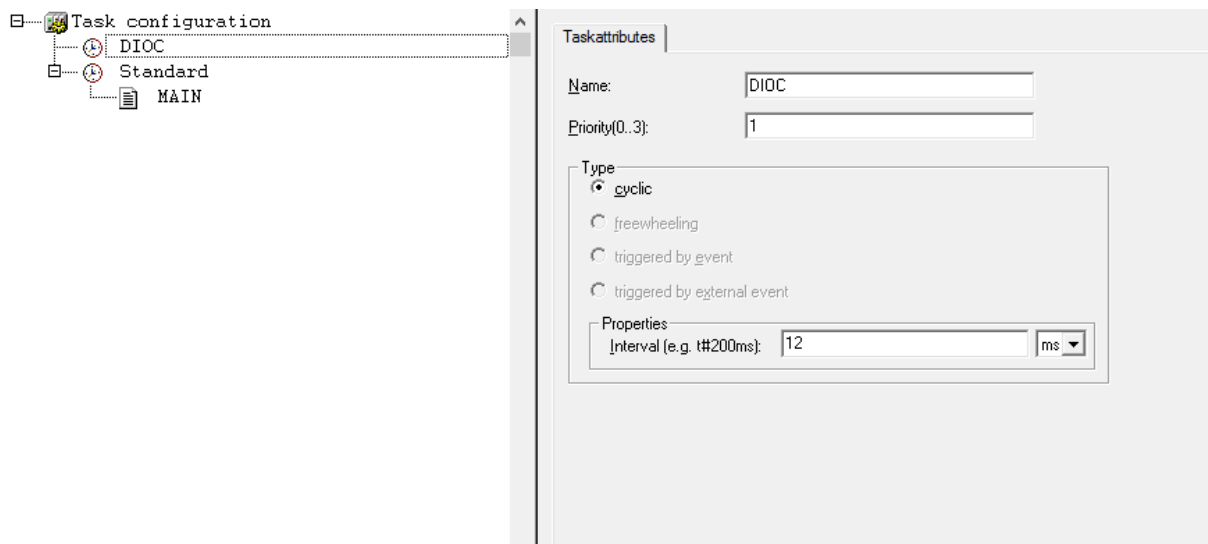 Task configuration
DIOC
Standard
MAIN
Taskattributes
Name: DIOC
Priority(0..3): 1
Type
cyclic
freewheeling
triggered by event
triggered by external event
Properties
Interval (e.g. t#200ms): 12 ms